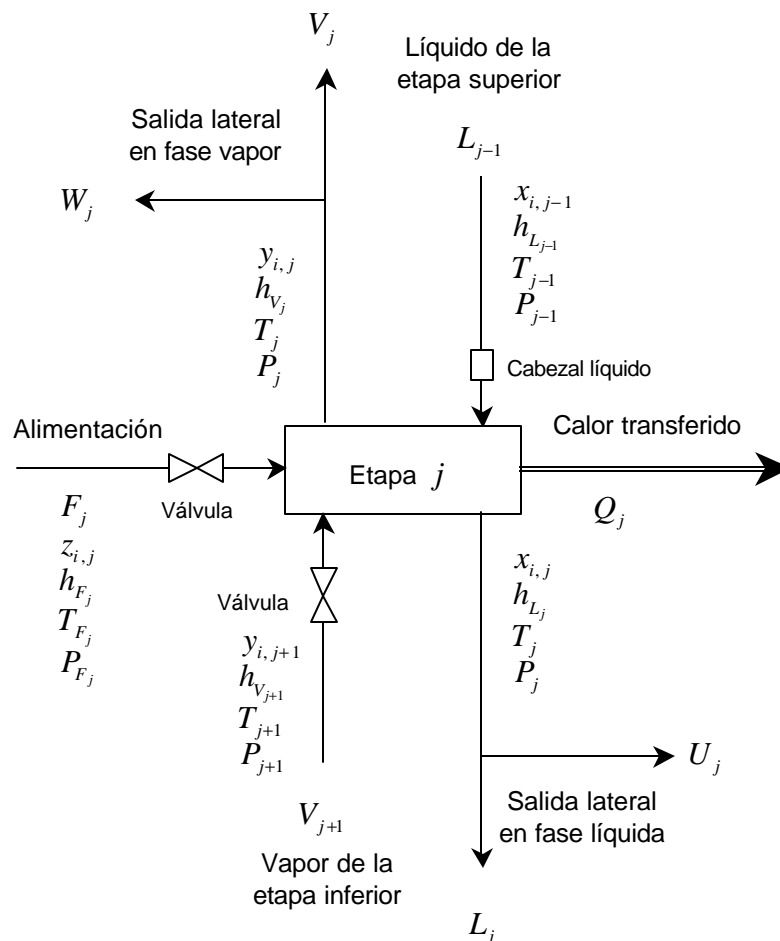 V_j
Líquido de la
etapa superior
Salida lateral
en fase vapor
L_{j-1}
W_j
x_{i, j-1}
h_{L_{j-1}}
T_{j-1}
P_{j-1}
y_{i, j}
h_{V_j}
T_j
P_j
Cabezal líquido
Alimentación
Calor transferido
Etapa j
Válvula
F_j
z_{i, j}
h_{F_j}
T_{F_j}
P_{F_j}
Q_j
x_{i, j}
h_{L_j}
T_j
P_j
Válvula
y_{i, j+1}
h_{V_{j+1}}
T_{j+1}
P_{j+1}
U_j
V_{j+1}
Salida lateral
en fase líquida
Vapor de la
etapa inferior
L_j